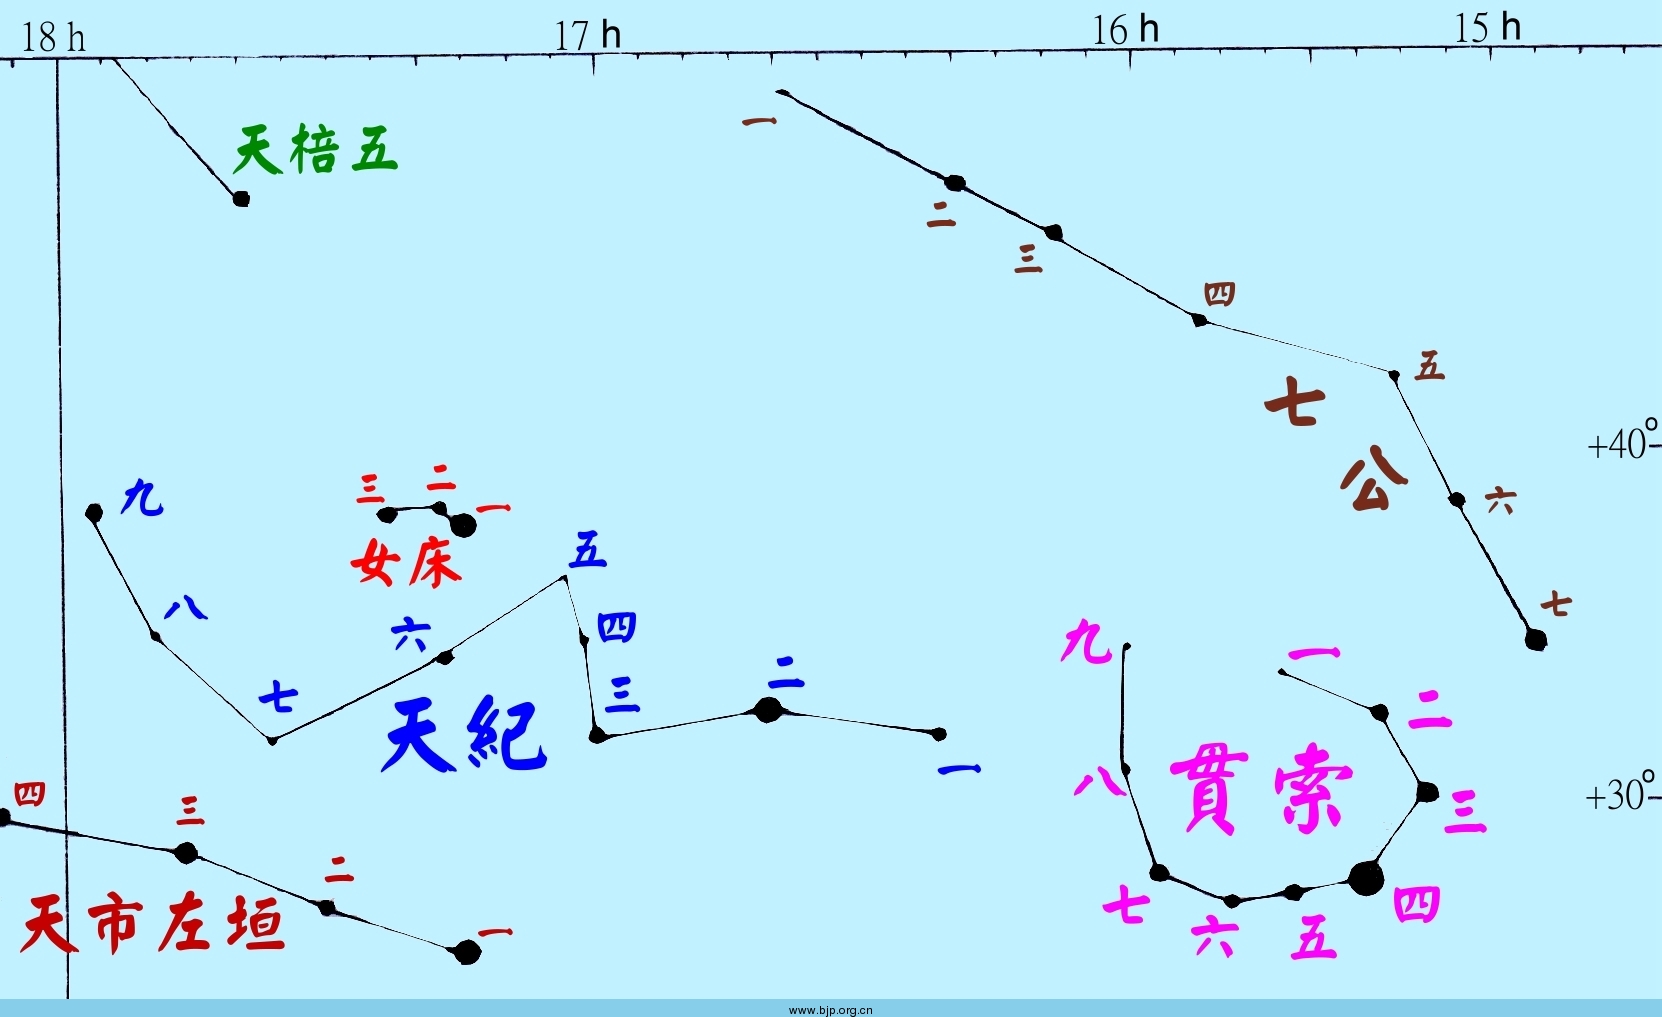 18 h
17 h
16 h
15 h
天棓五
一
二
三
四
五
六
七
七
公
+40°
九
八
七
六
五
四
三
二
一
天紀
三
二
一
女床
九
八
七
六
五
四
三
二
一
貫索
+30°
四
三
二
一
天市左垣
www.bjp.org.cn